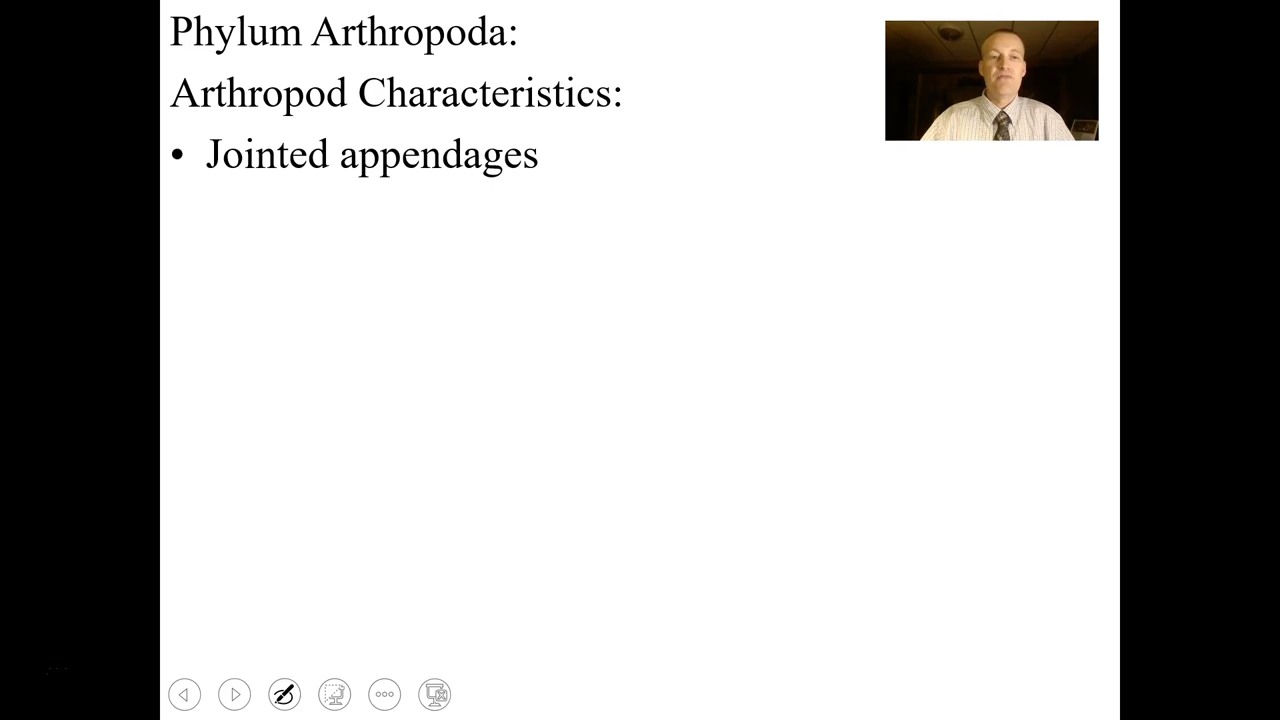 Phylum Arthropoda:
Arthropod Characteristics:
• Jointed appendages